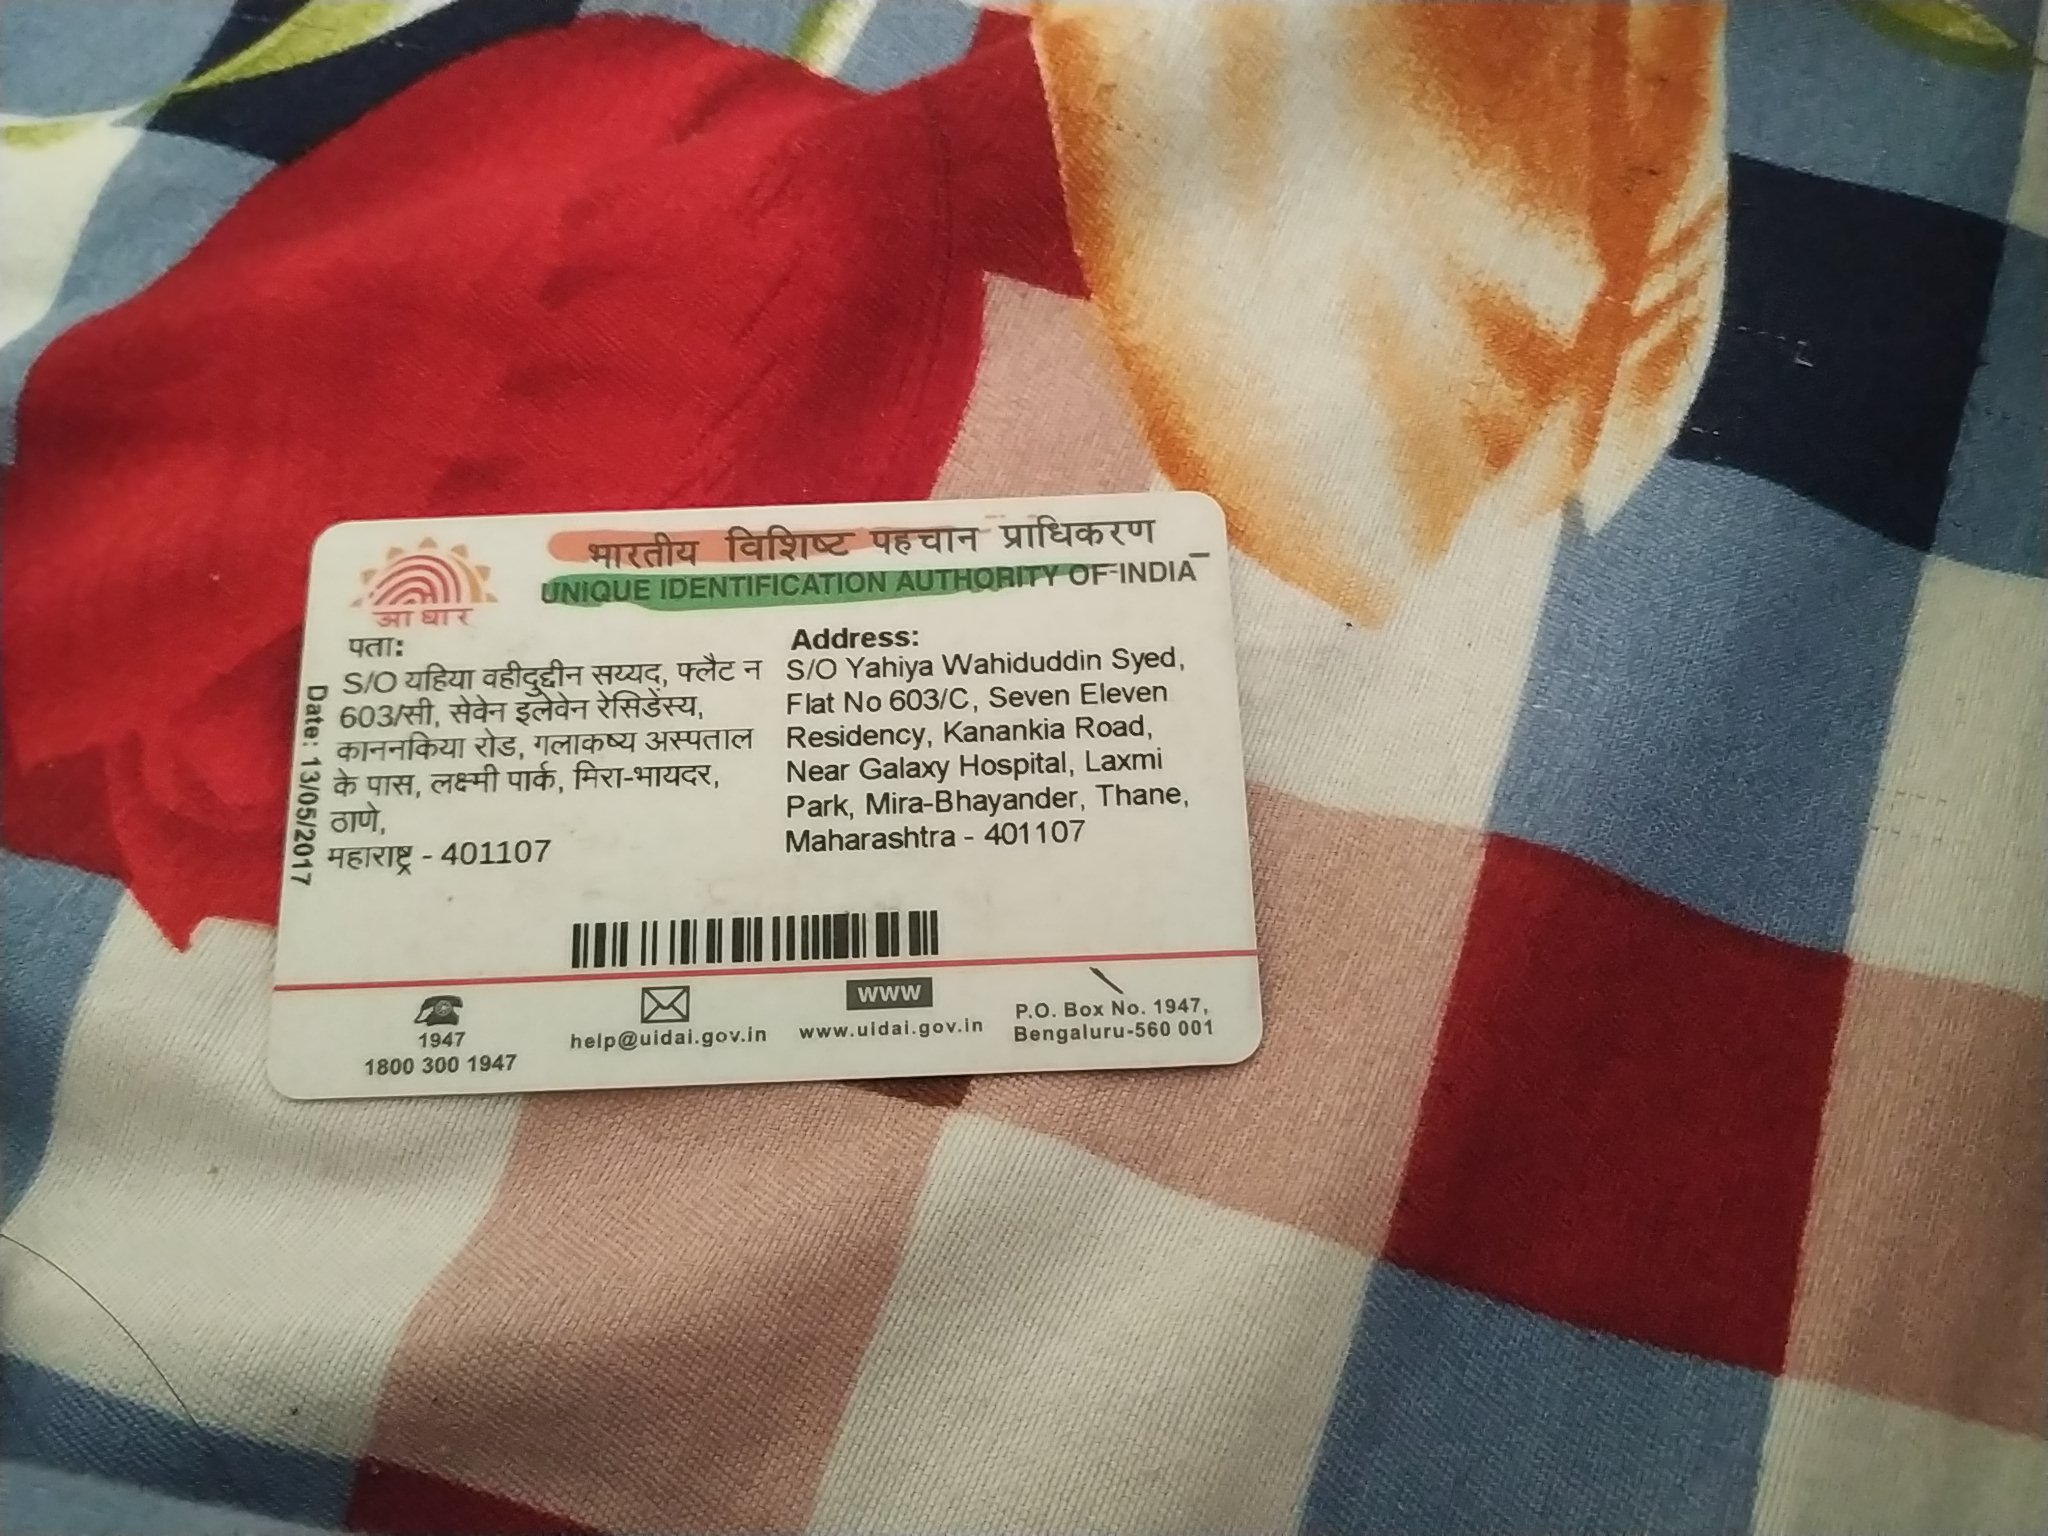 भारतीय विशिष्ट पहचान प्राधिकरण
UNIQUE IDENTIFICATION AUTHORITY OF INDIA
आधार
पता:
S/O यहिया वहीदुद्दीन सय्यद, फ्लैट न
603/सी, सेवेन इलेवेन रेसिडेंस्य,
काननकिया रोड, गलाकष्य अस्पताल
के पास, लक्ष्मी पार्क, मिरा-भायदर,
ठाणे,
महाराष्ट्र - 401107
Address:
S/O Yahiya Wahiduddin Syed,
Flat No 603/C, Seven Eleven
Residency, Kanankia Road,
Near Galaxy Hospital, Laxmi
Park, Mira-Bhayander, Thane,
Maharashtra - 401107
Date: 13/05/2017
1947
1800 300 1947
help@uidai.gov.in
www
www.uidai.gov.in
P.O. Box No. 1947,
Bengaluru-560 001